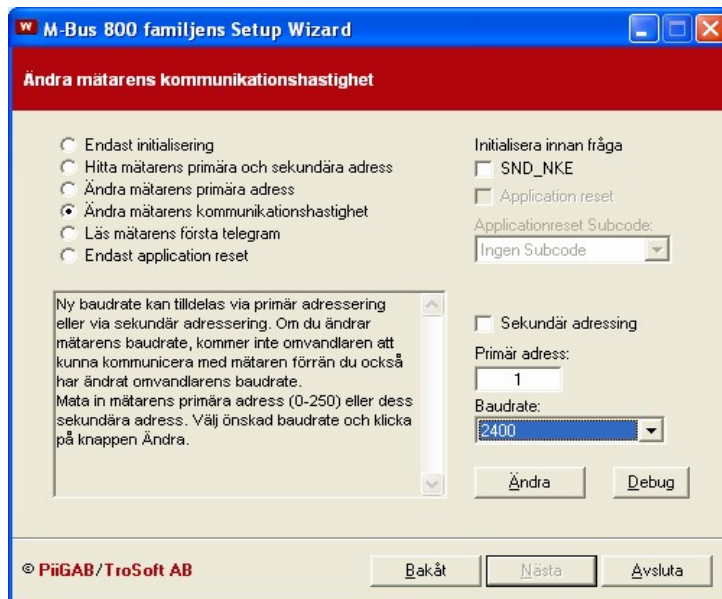 M-Bus 800 familjens Setup Wizard
Ändra mätarens kommunikationshastighet
Endast initialisering
Hitta mätarens primära och sekundära adress
Ändra mätarens primära adress
Ändra mätarens kommunikationshastighet
Läs mätarens första telegram
Endast application reset
Initialisera innan fråga
SND_NKE
Application reset
Applicationreset Subcode:
Ingen Subcode
Ny baudrate kan tilldelas via primär adressering
eller via sekundär adressering. Om du ändrar
mätarens baudrate, kommer inte omvandlaren att
kunna kommunicera med mätaren förrän du också
har ändrat omvandlarens baudrate.
Mata in mätarens primära adress (0-250) eller dess
sekundära adress. Välj önskad baudrate och klicka
på knappen Ändra.
Sekundär adressing
Primär adress:
1
Baudrate:
2400
Ändra
Debug
© PiiGAB/TroSoft AB
Bakåt
Nästa
Avsluta